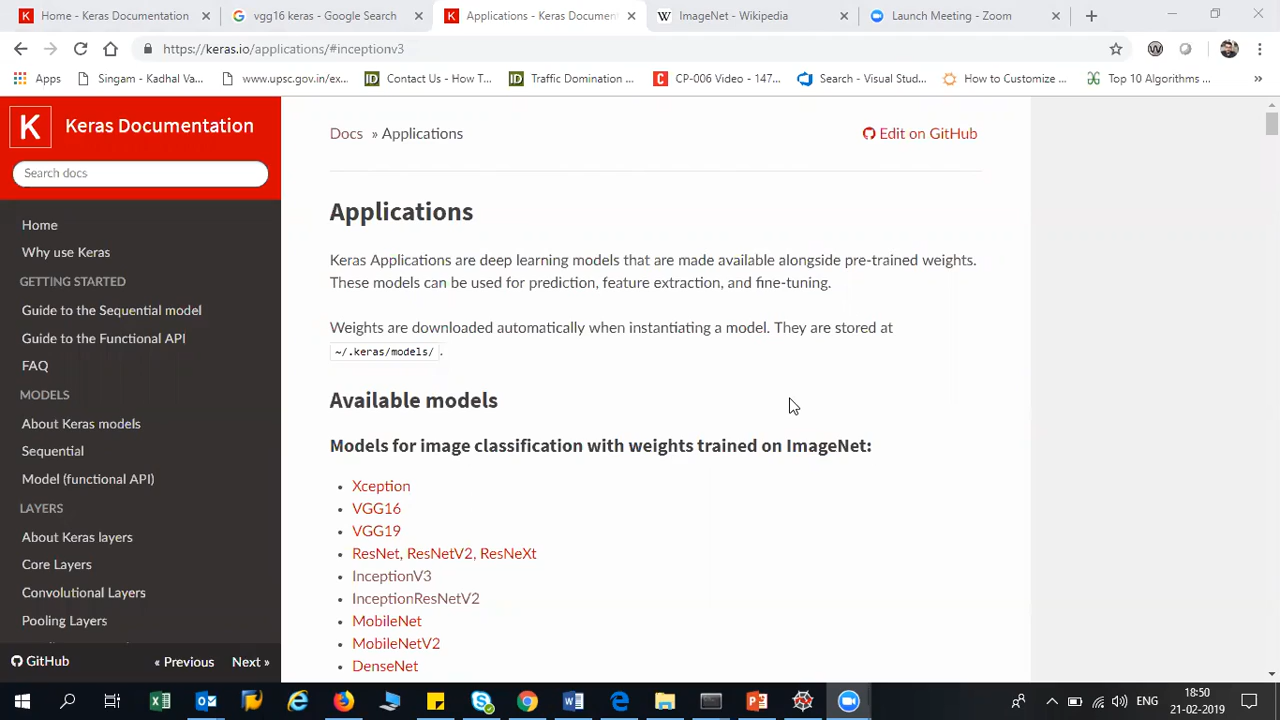 Home - Keras Documentation
vgg16 keras - Google Search
Applications - Keras Documen
ImageNet - Wikipedia
Launch Meeting - Zoom
https://keras.io/applications/#inceptionv3
Apps
Singam - Kadhal Va...
www.upsc.gov.in/ex...
Contact Us - How T...
Traffic Domination ...
CP-006 Video - 147...
Search - Visual Stud...
How to Customize ...
Top 10 Algorithms ...
K
Keras Documentation
Search docs
Home
Why use Keras
GETTING STARTED
Guide to the Sequential model
Guide to the Functional API
FAQ
MODELS
About Keras models
Sequential
Model (functional API)
LAYERS
About Keras layers
Core Layers
Convolutional Layers
Pooling Layers
GitHub
« Previous
Next »
Docs » Applications
Edit on GitHub
Applications
Keras Applications are deep learning models that are made available alongside pre-trained weights.
These models can be used for prediction, feature extraction, and fine-tuning.
Weights are downloaded automatically when instantiating a model. They are stored at
~/.keras/models/ .
Available models
Models for image classification with weights trained on ImageNet:
• Xception
• VGG16
• VGG19
• ResNet, ResNetV2, ResNeXt
• InceptionV3
• InceptionResNetV2
• MobileNet
• MobileNetV2
• DenseNet
ENG
18:50
21-02-2019